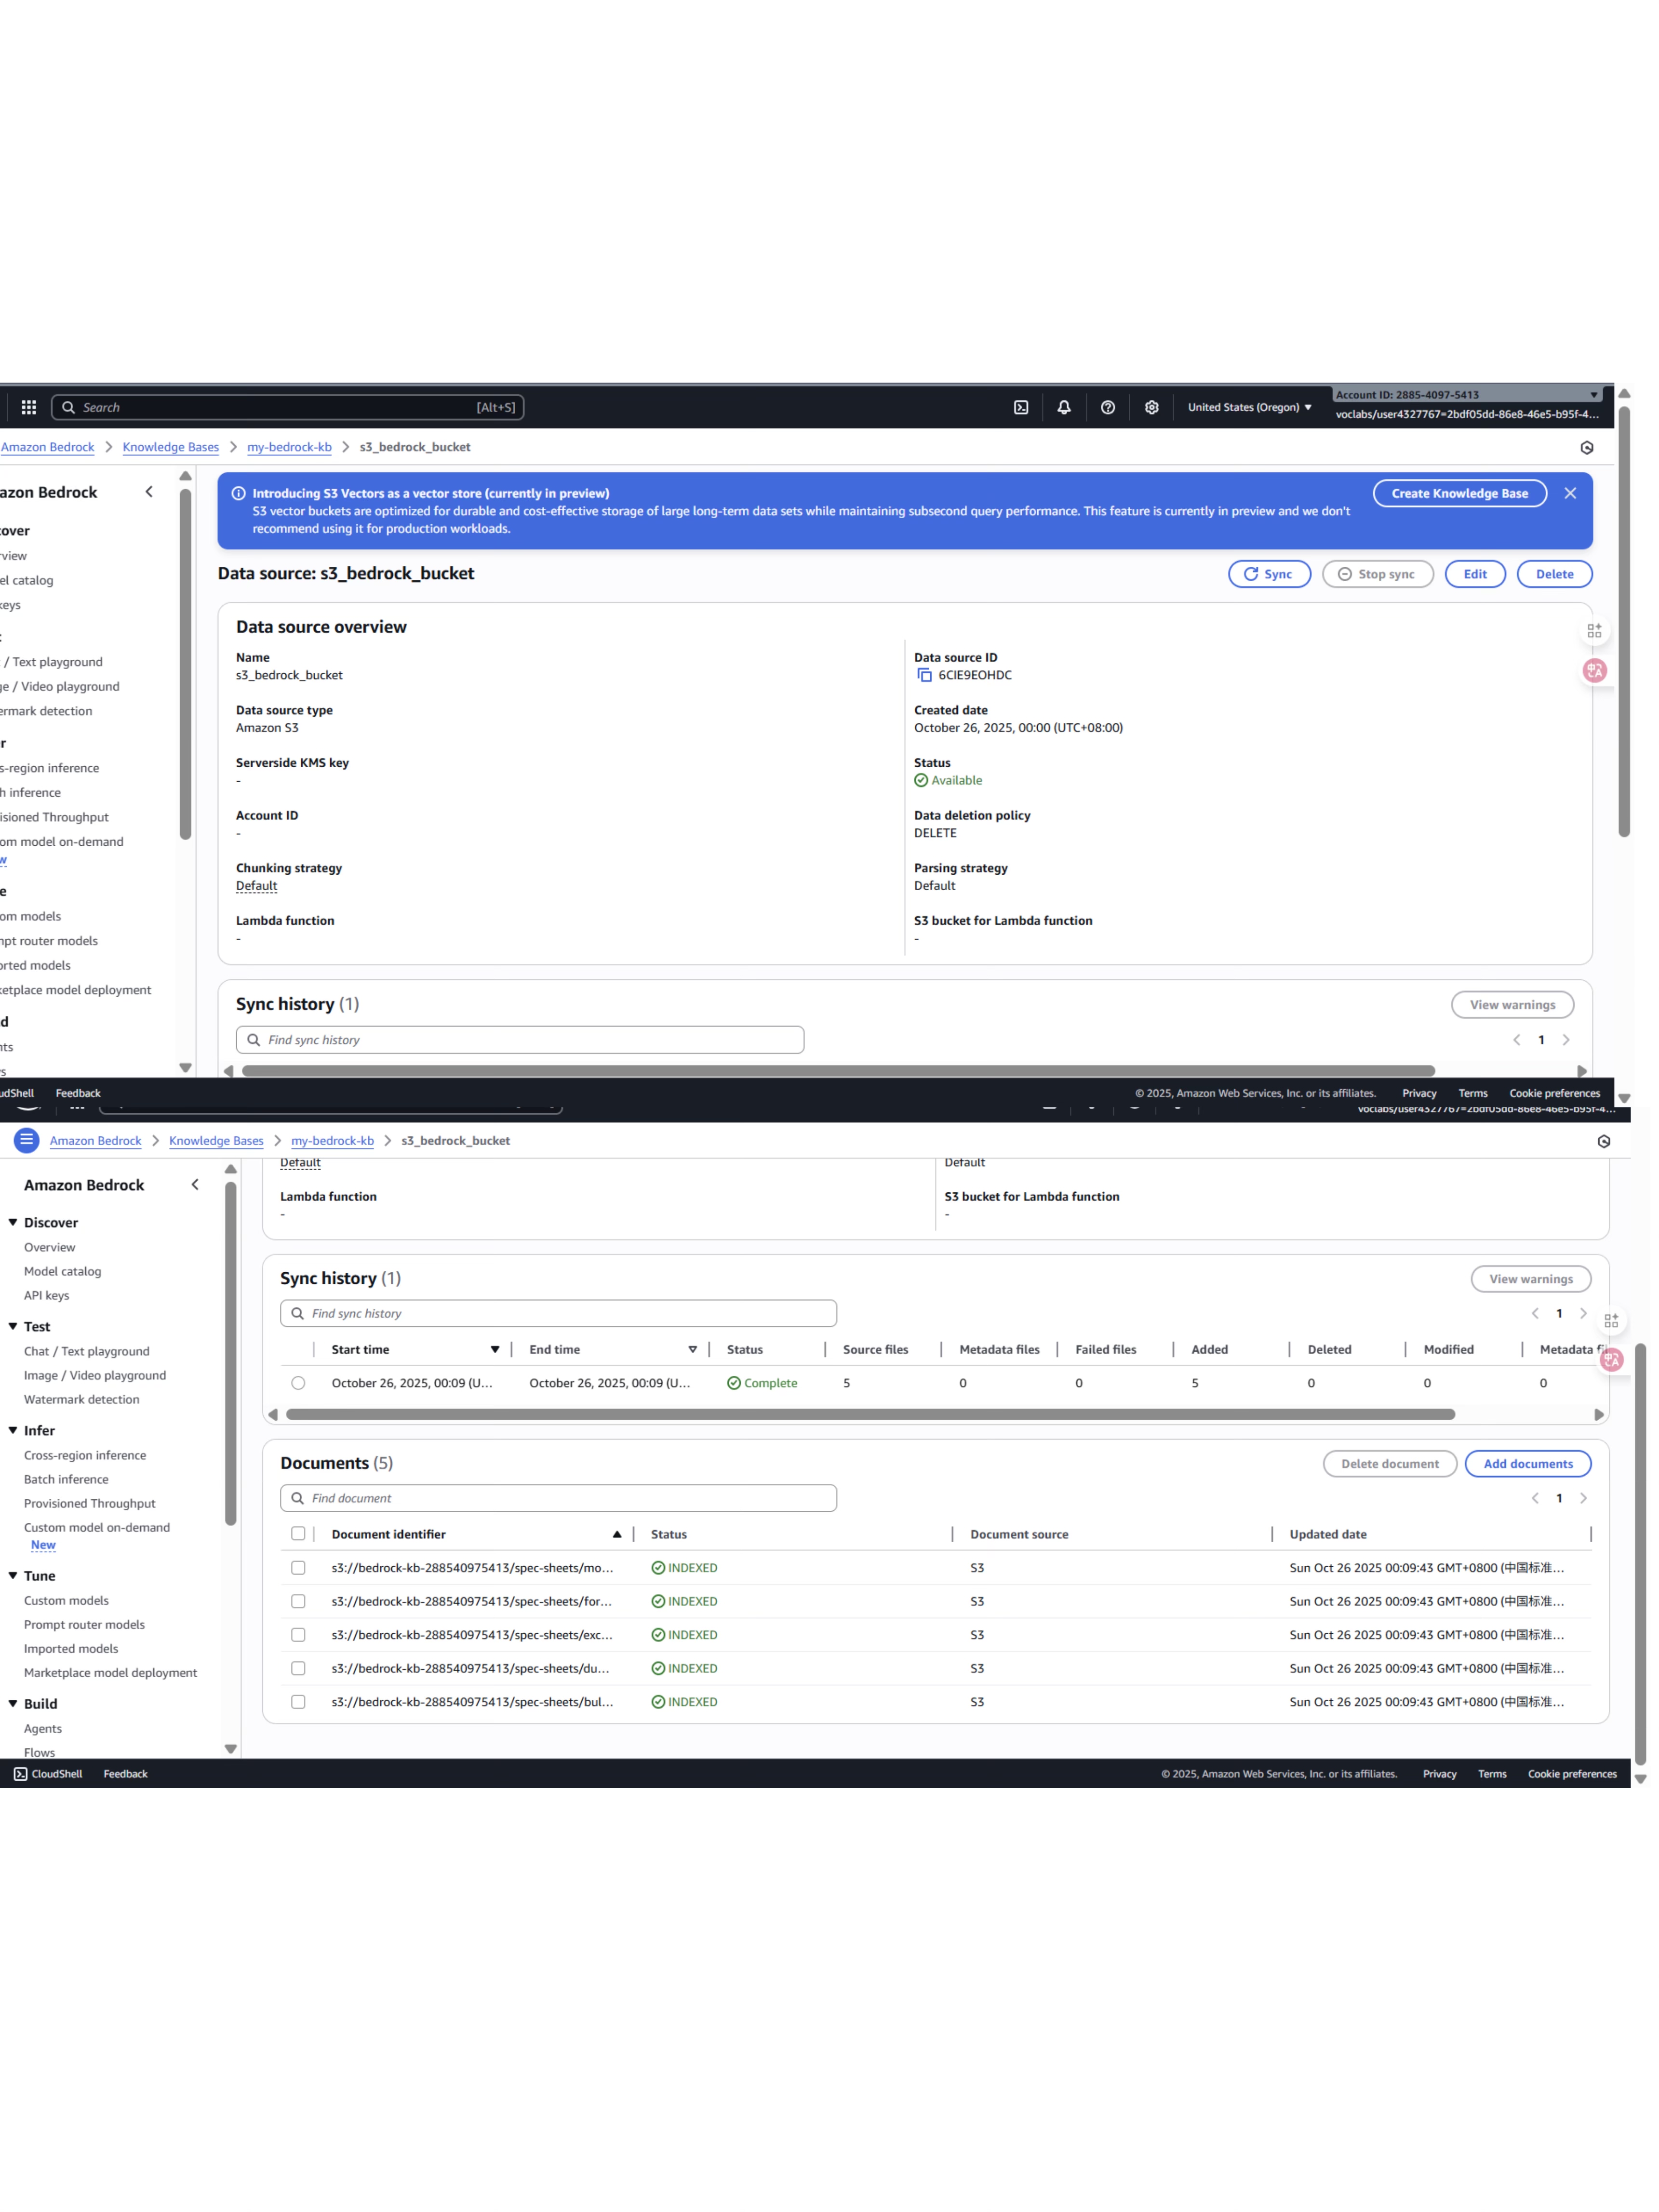 Search [Alt+S] United States (Oregon) Account ID: 2885-4097-5413
voclabs/user4327767=2bdf05dd-86e8-46e5-b95f-4...
Amazon Bedrock Knowledge Bases my-bedrock-kb s3_bedrock_bucket
azon Bedrock
cover
rview
el catalog
keys
/ Text playground
ge / Video playground
ermark detection
r
s-region inference
h inference
isioned Throughput
om model on-demand
w
e
om models
npt router models
orted models
ketplace model deployment
d
nts
s
Introducing S3 Vectors as a vector store (currently in preview)
S3 vector buckets are optimized for durable and cost-effective storage of large long-term data sets while maintaining subsecond query performance. This feature is currently in preview and we don't
recommend using it for production workloads.
Create Knowledge Base
Data source: s3_bedrock_bucket
Sync Stop sync Edit Delete
Data source overview
Name
s3_bedrock_bucket
Data source type
Amazon S3
Serverside KMS key
-
Account ID
-
Chunking strategy
Default
Lambda function
-
Data source ID
6CIE9EOHDC
Created date
October 26, 2025, 00:00 (UTC+08:00)
Status
Available
Data deletion policy
DELETE
Parsing strategy
Default
S3 bucket for Lambda function
-
Sync history (1) View warnings
Find sync history 1
udShell Feedback © 2025, Amazon Web Services, Inc. or its affiliates. Privacy Terms Cookie preferences
voclabs/user4327767=2bdf05dd-86e8-46e5-b95f-4...
Amazon Bedrock Knowledge Bases my-bedrock-kb s3_bedrock_bucket
Amazon Bedrock
Discover
Overview
Model catalog
API keys
Test
Chat / Text playground
Image / Video playground
Watermark detection
Infer
Cross-region inference
Batch inference
Provisioned Throughput
Custom model on-demand
New
Tune
Custom models
Prompt router models
Imported models
Marketplace model deployment
Build
Agents
Flows
Default Default
Lambda function S3 bucket for Lambda function
- -
Sync history (1) View warnings
Find sync history 1
Start time End time Status Source files Metadata files Failed files Added Deleted Modified Metadata fi
October 26, 2025, 00:09 (U... October 26, 2025, 00:09 (U... Complete 5 0 0 5 0 0 0
Documents (5) Delete document Add documents
Find document 1
Document identifier Status Document source Updated date
s3://bedrock-kb-288540975413/spec-sheets/mo... INDEXED S3 Sun Oct 26 2025 00:09:43 GMT+0800 (中国标准...
s3://bedrock-kb-288540975413/spec-sheets/for... INDEXED S3 Sun Oct 26 2025 00:09:43 GMT+0800 (中国标准...
s3://bedrock-kb-288540975413/spec-sheets/exc... INDEXED S3 Sun Oct 26 2025 00:09:43 GMT+0800 (中国标准...
s3://bedrock-kb-288540975413/spec-sheets/du... INDEXED S3 Sun Oct 26 2025 00:09:43 GMT+0800 (中国标准...
s3://bedrock-kb-288540975413/spec-sheets/bul... INDEXED S3 Sun Oct 26 2025 00:09:43 GMT+0800 (中国标准...
CloudShell Feedback © 2025, Amazon Web Services, Inc. or its affiliates. Privacy Terms Cookie preferences